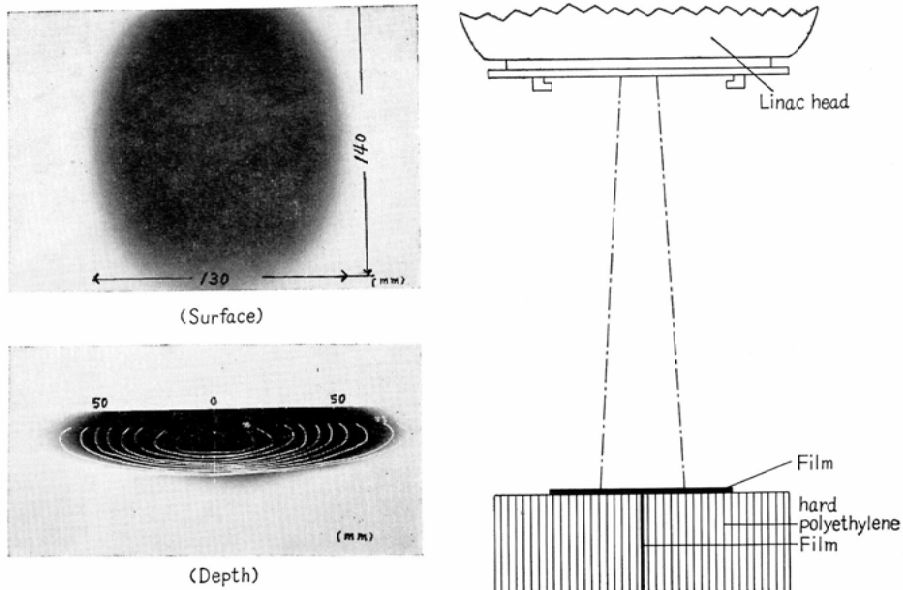 140
130
(mm)
(Surface)
50 0 50
(mm)
(Depth)
Linac head
Film
hard
polyethylene
Film